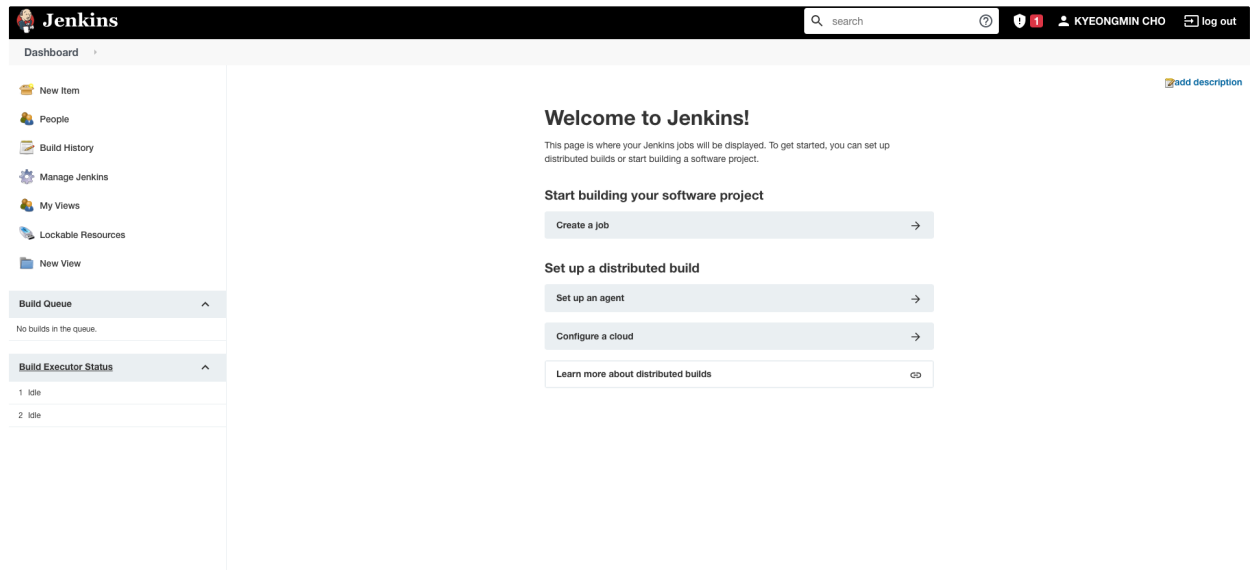 Jenkins
search
1
KYEONGMIN CHO
log out
Dashboard
New Item
People
Build History
Manage Jenkins
My Views
Lockable Resources
New View
Build Queue
No builds in the queue.
Build Executor Status
1 Idle
2 Idle
add description
Welcome to Jenkins!
This page is where your Jenkins jobs will be displayed. To get started, you can set up
distributed builds or start building a software project.
Start building your software project
Create a job
Set up a distributed build
Set up an agent
Configure a cloud
Learn more about distributed builds